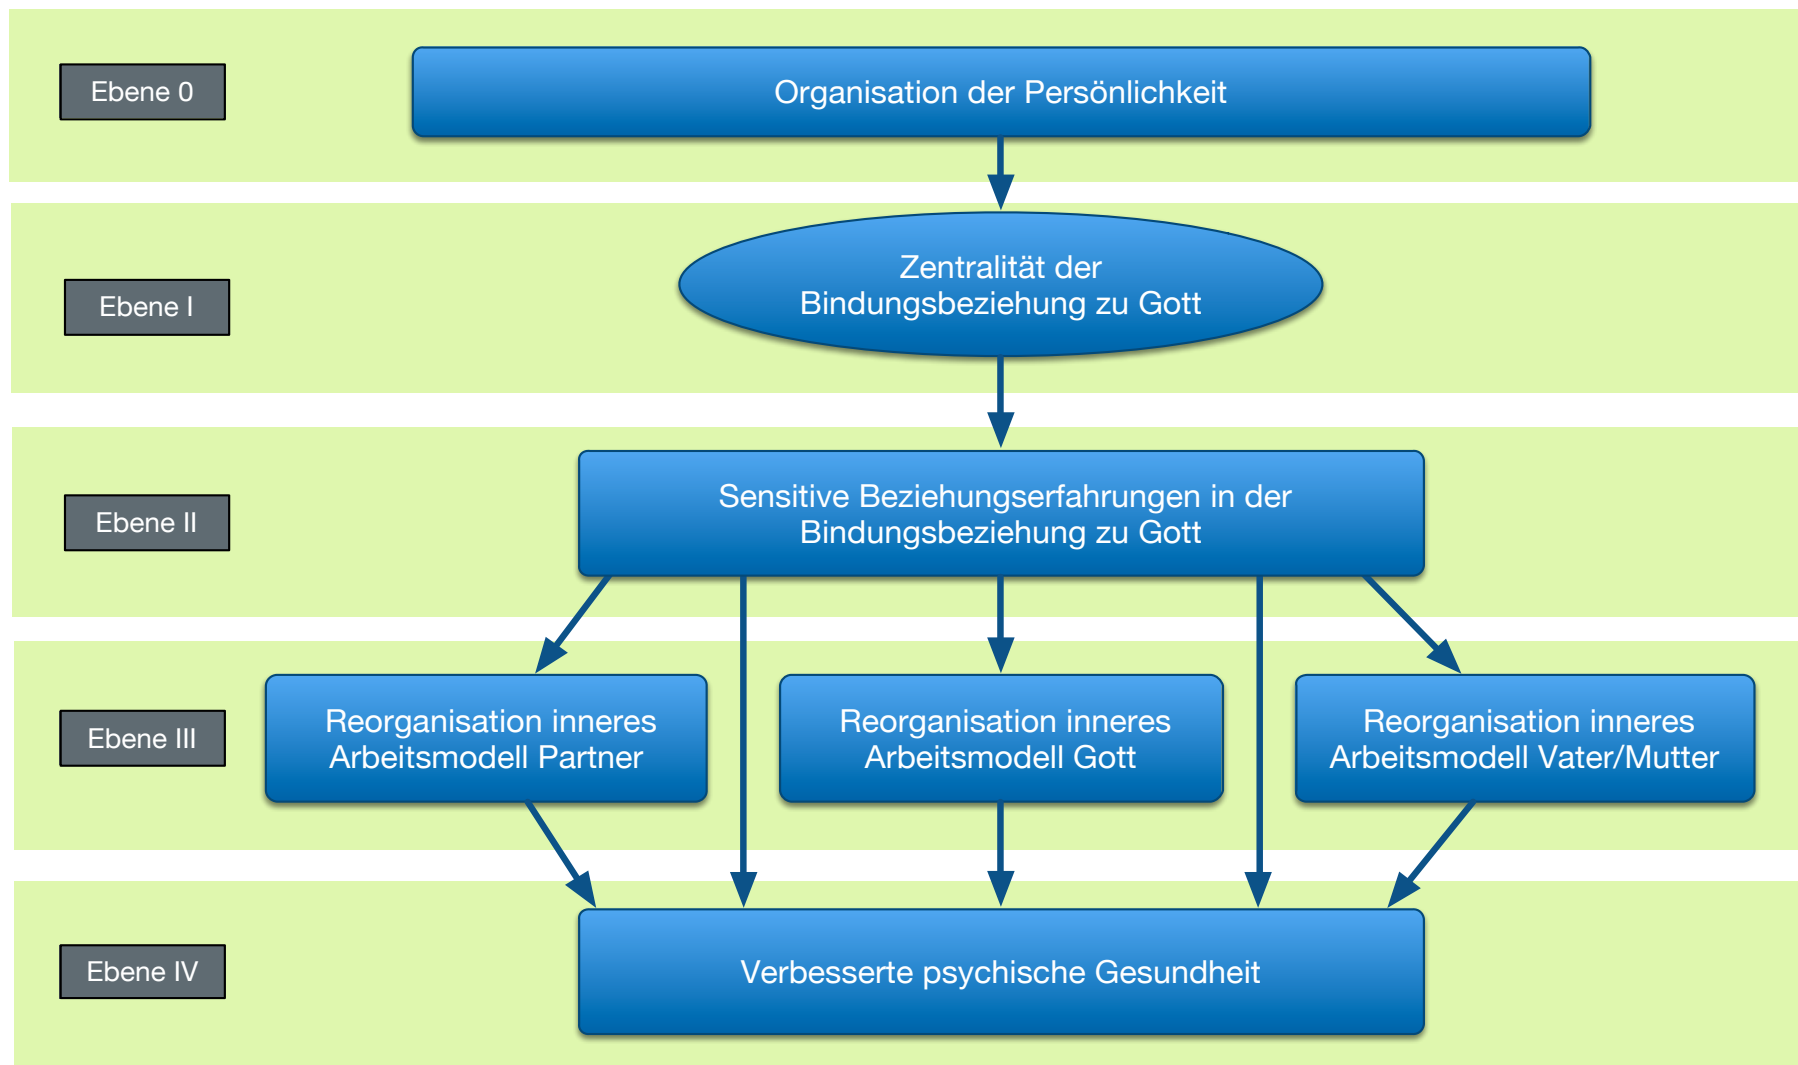 Ebene 0
Organisation der Persönlichkeit
Ebene I
Zentralität der
Bindungsbeziehung zu Gott
Ebene II
Sensitive Beziehungserfahrungen in der
Bindungsbeziehung zu Gott
Ebene III
Reorganisation inneres
Arbeitsmodell Partner
Reorganisation inneres
Arbeitsmodell Gott
Reorganisation inneres
Arbeitsmodell Vater/Mutter
Ebene IV
Verbesserte psychische Gesundheit